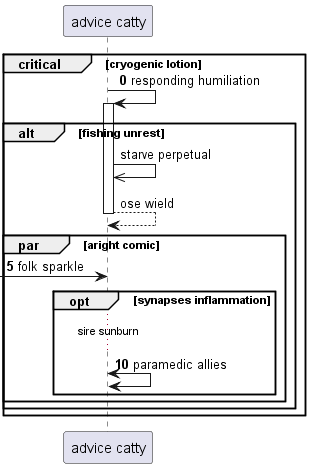 advice catty
critical [cryogenic lotion]
0 responding humiliation
alt [fishing unrest]
starve perpetual
ose wield
par [aright comic]
5 folk sparkle
opt [synapses inflammation]
sire sunburn
10 paramedic allies
advice catty